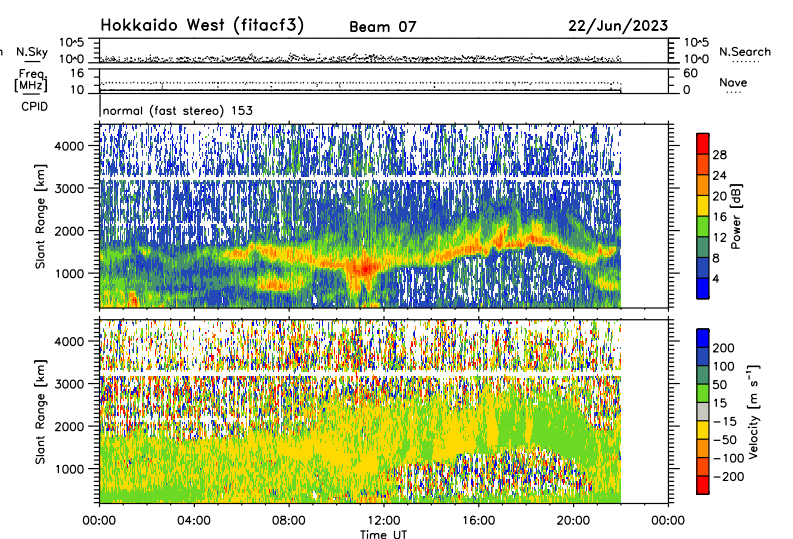 Hokkaido West (fitacf3) Beam 07 22/Jun/2023
n N.Sky 10^5 10^0 10^5 10^0 N.Search
Freq. [MHz] 16 10 60 0 Nave
CPID normal (fast stereo) 153
Slant Range [km]
4000
3000
2000
1000
28
24
20
16
12
8
4
Power [dB]
Slant Range [km]
4000
3000
2000
1000
200
100
50
15
-15
-50
-100
-200
Velocity [m s⁻¹]
00:00 04:00 08:00 12:00 16:00 20:00 00:00
Time UT